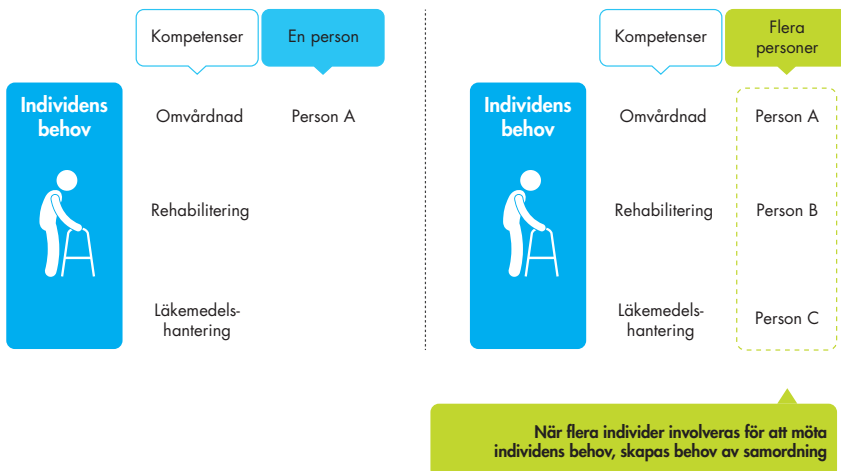 Kompetenser
En person
Individens
behov
Omvårdnad
Person A
Rehabilitering
Läkemedels-
hantering
Kompetenser
Flera
personer
Individens
behov
Omvårdnad
Person A
Rehabilitering
Person B
Läkemedels-
hantering
Person C
När flera individer involveras för att möta
individens behov, skapas behov av samordning